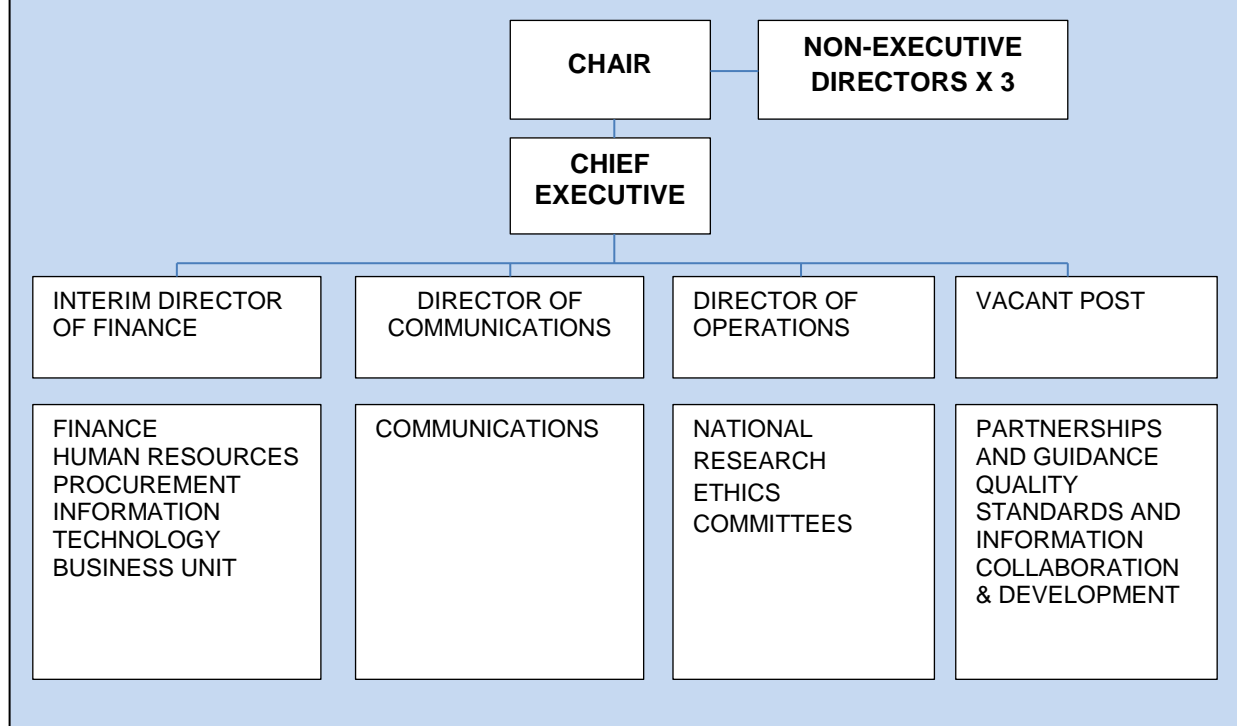 CHAIR
NON-EXECUTIVE
DIRECTORS X 3
CHIEF
EXECUTIVE
INTERIM DIRECTOR
OF FINANCE
DIRECTOR OF
COMMUNICATIONS
DIRECTOR OF
OPERATIONS
VACANT POST
FINANCE
HUMAN RESOURCES
PROCUREMENT
INFORMATION
TECHNOLOGY
BUSINESS UNIT
COMMUNICATIONS
NATIONAL
RESEARCH
ETHICS
COMMITTEES
PARTNERSHIPS
AND GUIDANCE
QUALITY
STANDARDS AND
INFORMATION
COLLABORATION
& DEVELOPMENT